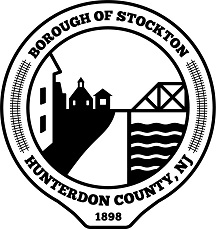 BOROUGH OF STOCKTON
HUNTERDON COUNTY, NJ
1898